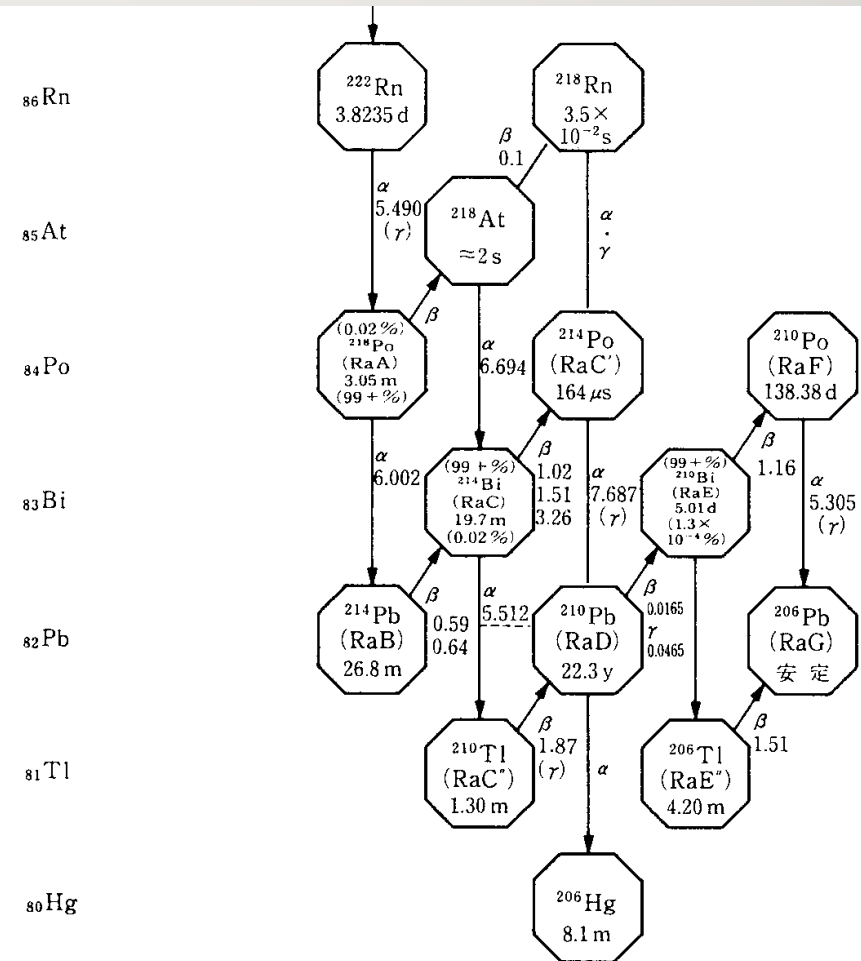 ₈₆Rn
²²²Rn
3.8235 d
²¹⁸Rn
3.5×
10⁻²s
β
0.1
α
5.490
(γ)
₈₅At
²¹⁸At
≈2 s
α
·
γ
β
₈₄Po
(0.02 %)
²¹⁸Po
(RaA)
3.05 m
(99 + %)
α
6.694
²¹⁴Po
(RaC′)
164 μs
²¹⁰Po
(RaF)
138.38 d
α
6.002
₈₃Bi
(99 + %)
²¹⁴Bi
(RaC)
19.7 m
(0.02 %)
β
1.02
1.51
3.26
α
7.687
(γ)
(99 + %)
²¹⁰Bi
(RaE)
5.01 d
(1.3×
10⁻⁴%)
β
1.16
α
5.305
(γ)
₈₂Pb
²¹⁴Pb
(RaB)
26.8 m
β
0.59
0.64
α
5.512
²¹⁰Pb
(RaD)
22.3 y
β
0.0165
γ
0.0465
²⁰⁶Pb
(RaG)
安 定
₈₁Tl
²¹⁰Tl
(RaC″)
1.30 m
β
1.87
(γ)
α
²⁰⁶Tl
(RaE″)
4.20 m
β
1.51
₈₀Hg
²⁰⁶Hg
8.1 m